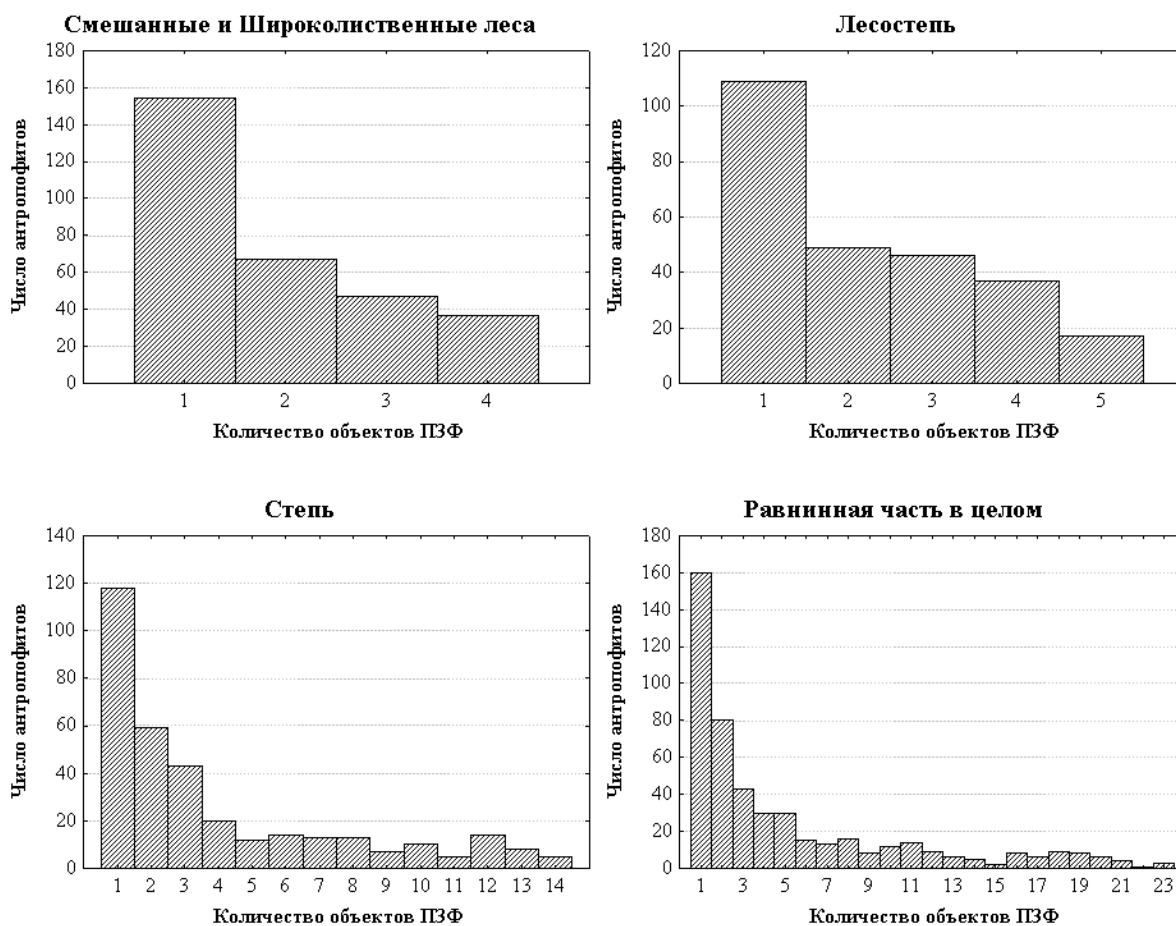 Смешанные и Широколиственные леса
180
160
140
120
100
80
60
40
20
0
Число антропофитов
1 2 3 4
Количество объектов ПЗФ
Лесостепь
120
100
80
60
40
20
0
Число антропофитов
1 2 3 4 5
Количество объектов ПЗФ
Степь
140
120
100
80
60
40
20
0
Число антропофитов
1 2 3 4 5 6 7 8 9 10 11 12 13 14
Количество объектов ПЗФ
Равнинная часть в целом
180
160
140
120
100
80
60
40
20
0
Число антропофитов
1 3 5 7 9 11 13 15 17 19 21 23
Количество объектов ПЗФ